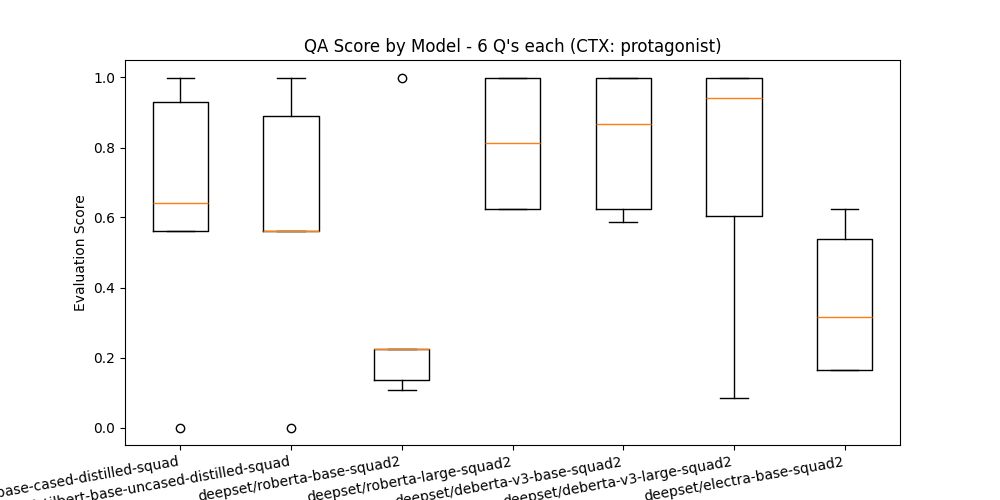 QA Score by Model - 6 Q's each (CTX: protagonist)
Evaluation Score
1.0
0.8
0.6
0.4
0.2
0.0
base-cased-distilled-squad
tilbert-base-uncased-distilled-squad
deepset/roberta-base-squad2
deepset/roberta-large-squad2
deepset/deberta-v3-base-squad2
deepset/deberta-v3-large-squad2
deepset/electra-base-squad2